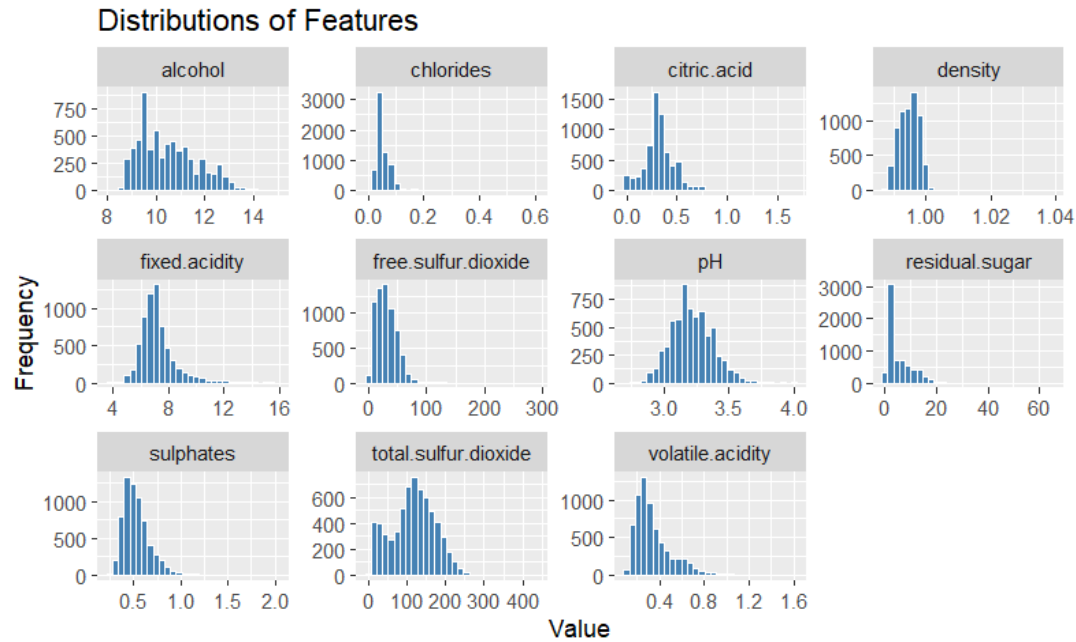 Distributions of Features
alcohol
chlorides
citric.acid
density
750
500
250
0
8 10 12 14
3000
2000
1000
0
0.0 0.2 0.4 0.6
1500
1000
500
0
0.0 0.5 1.0 1.5
1000
500
0
1.00 1.02 1.04
Frequency
fixed.acidity
free.sulfur.dioxide
pH
residual.sugar
1000
500
0
4 8 12 16
1000
500
0
0 100 200 300
750
500
250
0
3.0 3.5 4.0
3000
2000
1000
0
0 20 40 60
sulphates
total.sulfur.dioxide
volatile.acidity
1000
500
0
0.5 1.0 1.5 2.0
600
400
200
0
0 100 200 300 400
1000
500
0
0.4 0.8 1.2 1.6
Value